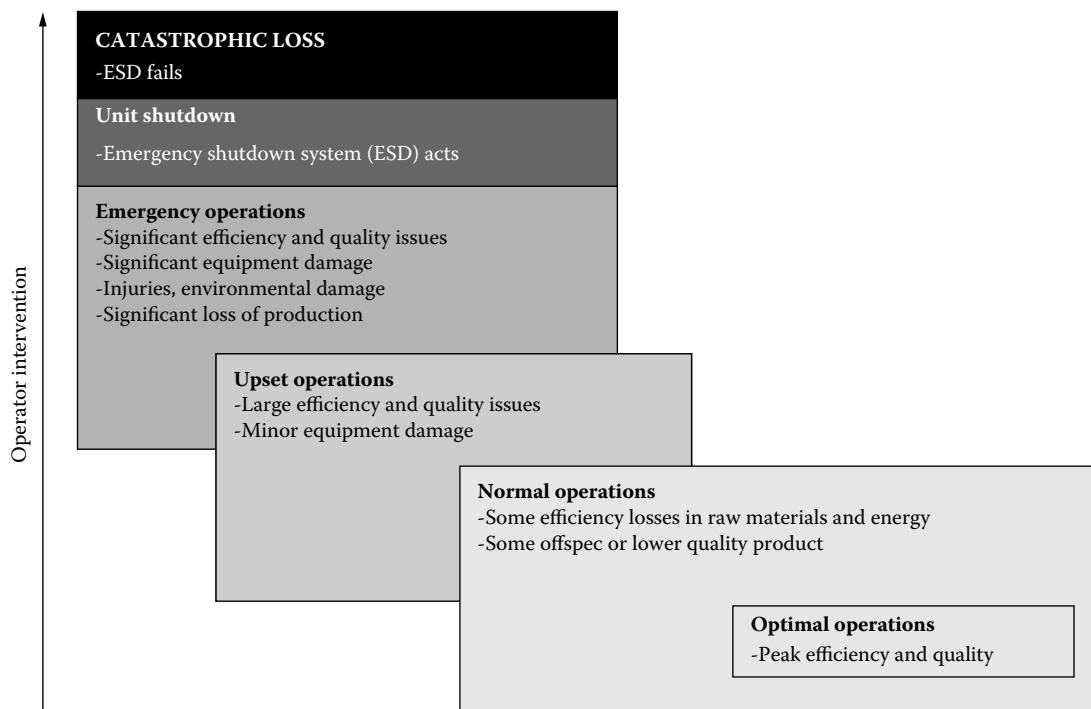 CATASTROPHIC LOSS
-ESD fails
Unit shutdown
-Emergency shutdown system (ESD) acts
Emergency operations
-Significant efficiency and quality issues
-Significant equipment damage
-Injuries, environmental damage
-Significant loss of production
Upset operations
-Large efficiency and quality issues
-Minor equipment damage
Normal operations
-Some efficiency losses in raw materials and energy
-Some offspec or lower quality product
Optimal operations
-Peak efficiency and quality
Operator intervention